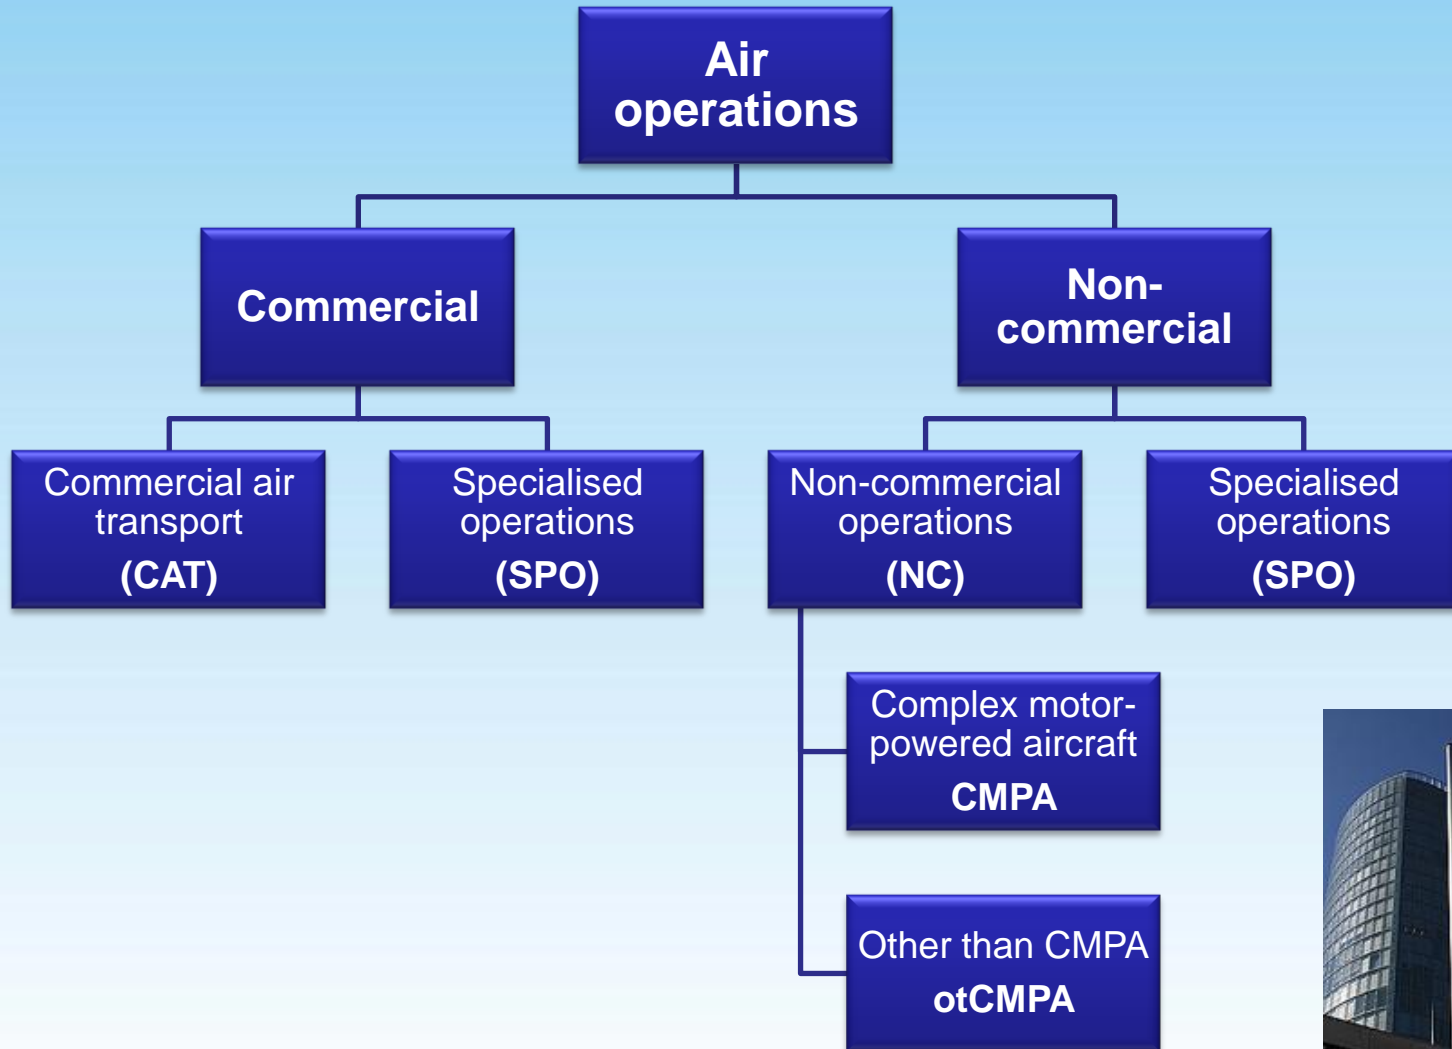 Air
operations
Commercial
Non-
commercial
Commercial air
transport
(CAT)
Specialised
operations
(SPO)
Non-commercial
operations
(NC)
Specialised
operations
(SPO)
Complex motor-
powered aircraft
CMPA
Other than CMPA
otCMPA